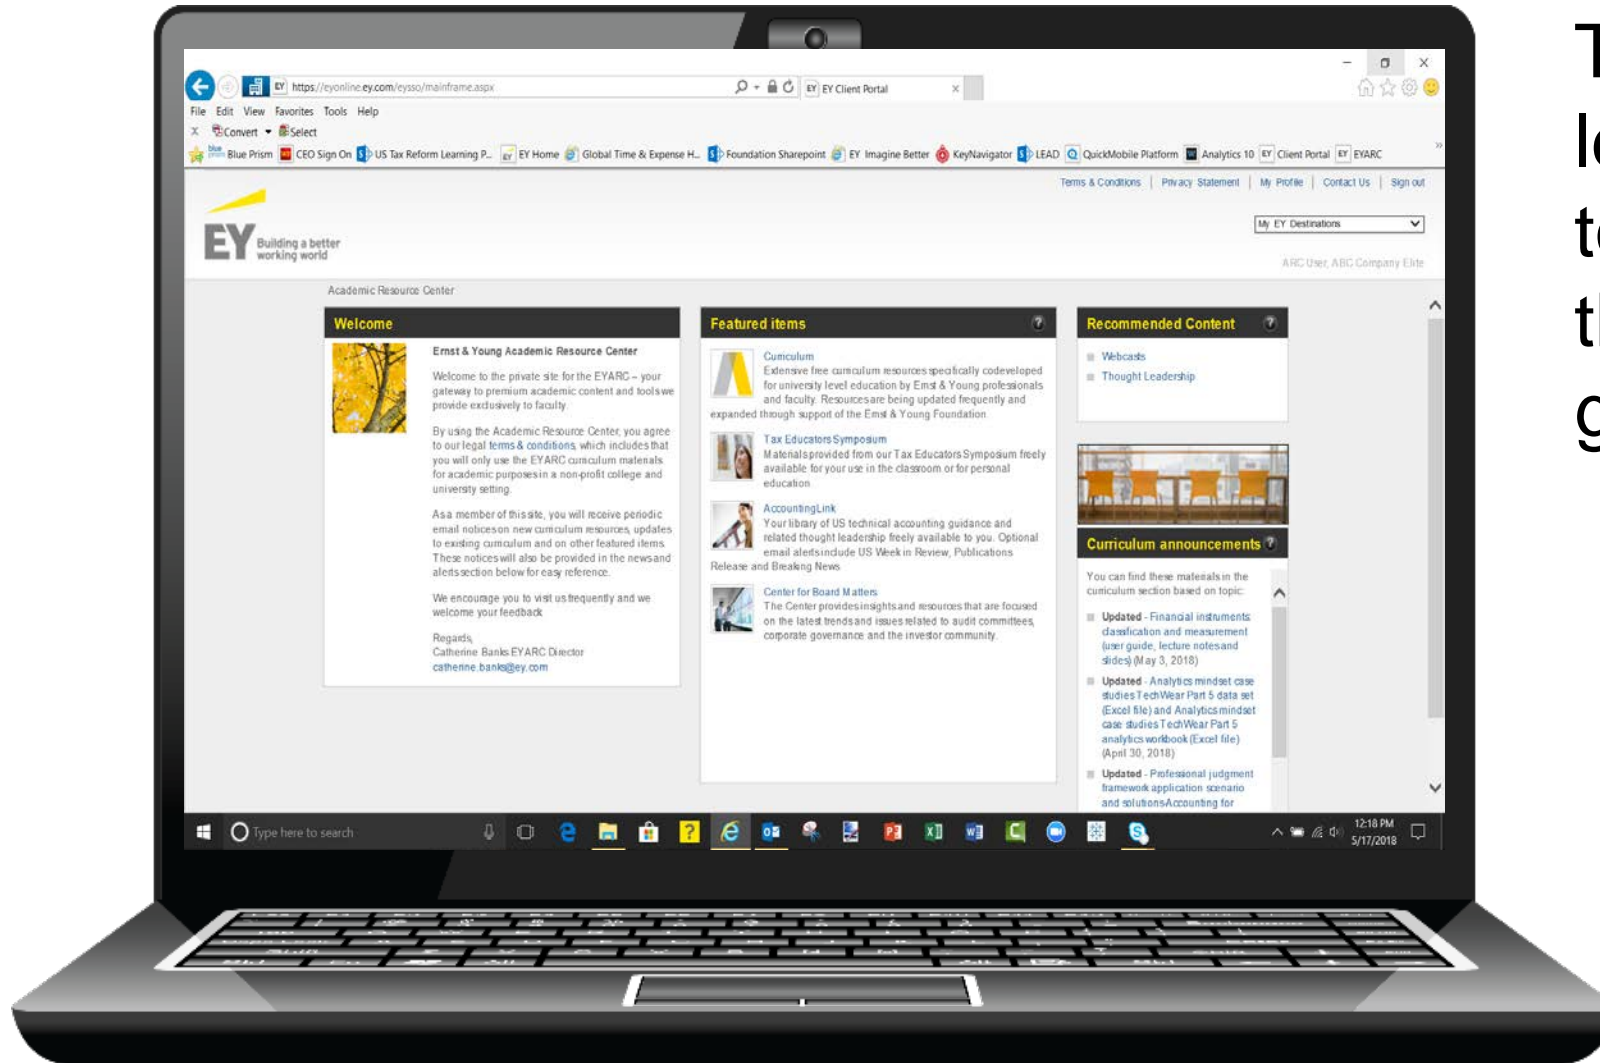 https://eyonline.ey.com/eysso/mainframe.aspx
EY Client Portal
File Edit View Favorites Tools Help
X Convert Select
Blue Prism CEO Sign On US Tax Reform Learning P... EY Home Global Time & Expense H... Foundation Sharepoint EY Imagine Better KeyNavigator LEAD QuickMobile Platform Analytics 10 Client Portal EYARC
Terms & Conditions | Privacy Statement | My Profile | Contact Us | Sign out
EY Building a better
working world
My EY Destinations
ARC User, ABC Company Elite
Academic Resource Center
Welcome
Ernst & Young Academic Resource Center
Welcome to the private site for the EYARC – your
gateway to premium academic content and tools we
provide exclusively to faculty.
By using the Academic Resource Center, you agree
to our legal terms & conditions, which includes that
you will only use the EYARC curriculum materials
for academic purposes in a non-profit college and
university setting.
As a member of this site, you will receive periodic
email notices on new curriculum resources, updates
to existing curriculum and on other featured items.
These notices will also be provided in the news and
alerts section below for easy reference.
We encourage you to visit us frequently and we
welcome your feedback
Regards,
Catherine Banks EYARC Director
catherine.banks@ey.com
Featured items ?
Curriculum
Extensive free curriculum resources specifically codeveloped
for university level education by Ernst & Young professionals
and faculty. Resources are being updated frequently and
expanded through support of the Ernst & Young Foundation.
Tax Educators Symposium
Materials provided from our Tax Educators Symposium freely
available for your use in the classroom or for personal
education
AccountingLink
Your library of US technical accounting guidance and
related thought leadership freely available to you. Optional
email alerts include US Week in Review, Publications
Release and Breaking News
Center for Board Matters
The Center provides insights and resources that are focused
on the latest trends and issues related to audit committees,
corporate governance and the investor community.
Recommended Content ?
Webcasts
Thought Leadership
Curriculum announcements ?
You can find these materials in the
curriculum section based on topic:
Updated - Financial instruments:
classification and measurement
(user guide, lecture notes and
slides) (May 3, 2018)
Updated - Analytics mindset case
studies TechWear Part 5 data set
(Excel file) and Analytics mindset
case studies TechWear Part 5
analytics workbook (Excel file)
(April 30, 2018)
Updated - Professional judgment
framework application scenario
and solutions Accounting for
Type here to search
12:18 PM
5/17/2018